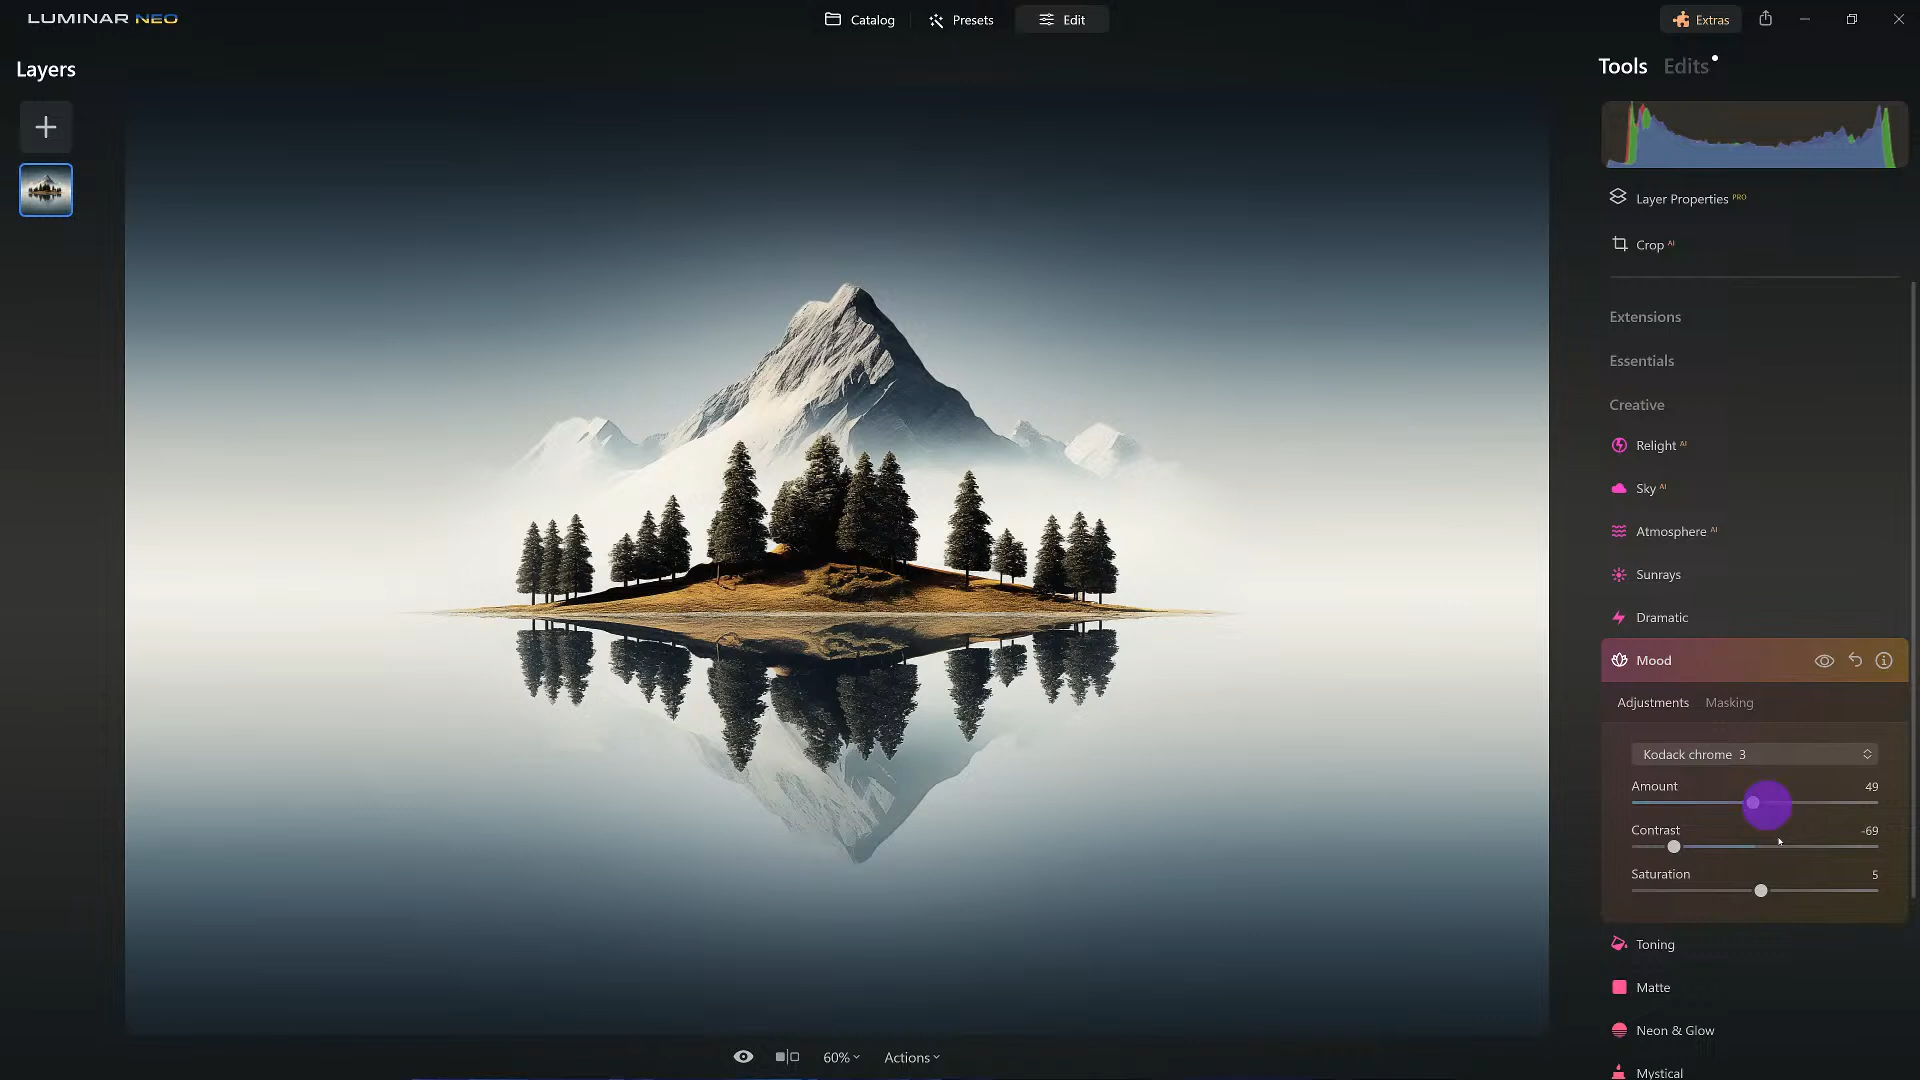 LUMINAR NEO
Catalog
Presets
Edit
Extras
Layers
Tools
Edits
Layer Properties PRO
Crop AI
Extensions
Essentials
Creative
Relight AI
Sky AI
Atmosphere AI
Sunrays
Dramatic
Mood
Adjustments
Masking
Kodack chrome 3
Amount 49
Contrast -69
Saturation 5
Toning
Matte
Neon & Glow
Mystical
60%
Actions